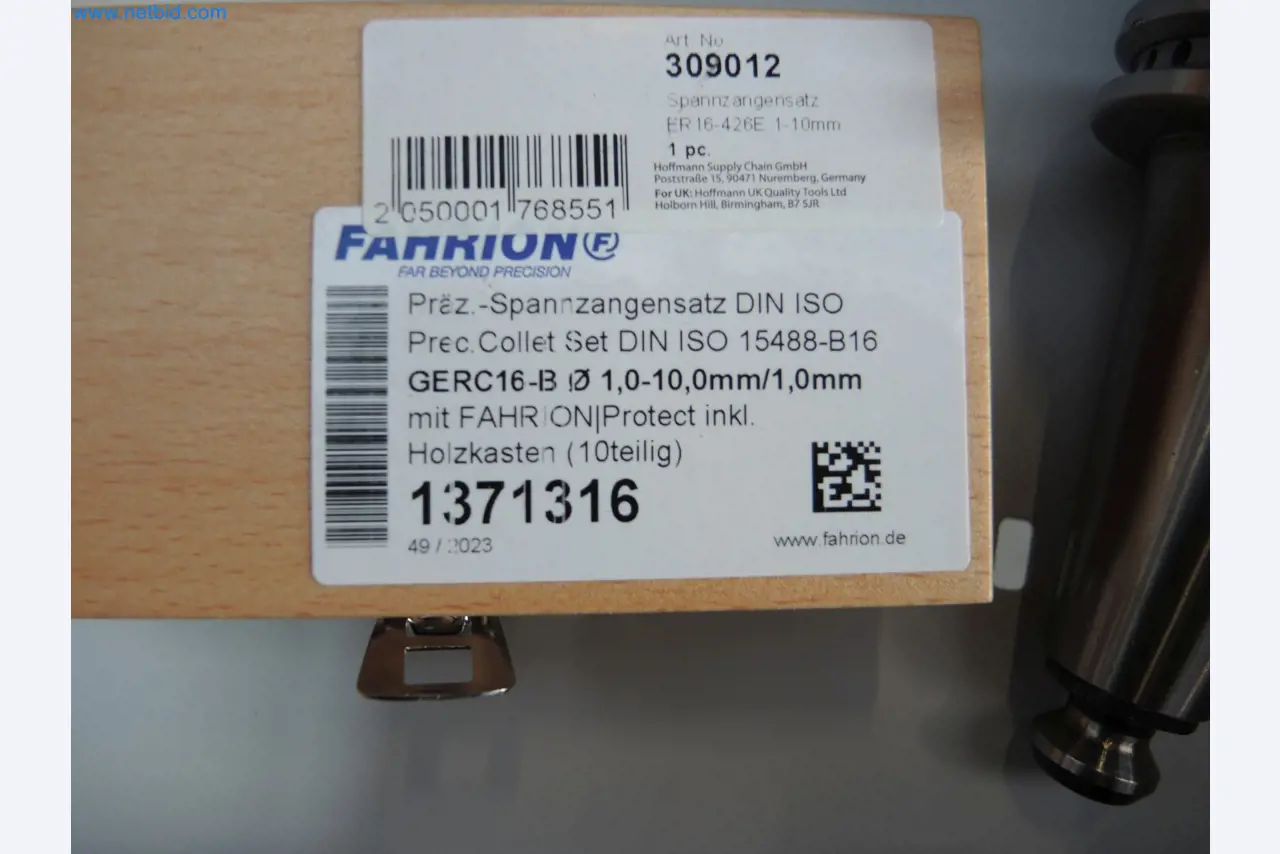 www.netbid.com
Art. No
309012
Spannzangensatz
ER16-426E 1-10mm
1 pc.
Hoffmann Supply Chain GmbH
Poststraße 15, 90471 Nuremberg, Germany
For UK: Hoffmann UK Quality Tools Ltd
Holborn Hill, Birmingham, B7 5JR
2 050001 768551
FAHRION
FAR BEYOND PRECISION
Präz.-Spannzangensatz DIN ISO
Prec.Collet Set DIN ISO 15488-B16
GERC16-B Ø 1,0-10,0mm/1,0mm
mit FAHRION|Protect inkl.
Holzkasten (10teilig)
1371316
49 / 2023
www.fahrion.de